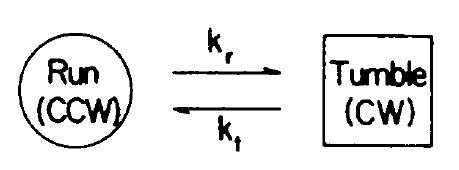 Run
(CCW)
k_r
k_t
Tumble
(CW)